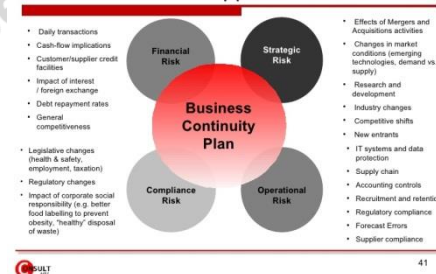 • Daily transactions
• Cash-flow implications
• Customer/supplier credit
facilities
• Impact of interest
/ foreign exchange
• Debt repayment rates
• General
competitiveness
• Legislative changes
(health & safety,
employment, taxation)
• Regulatory changes
• Impact of corporate social
responsibility (e.g. better
food labelling to prevent
obesity, "healthy" disposal
of waste)
Financial
Risk
Strategic
Risk
Business
Continuity
Plan
Compliance
Risk
Operational
Risk
• Effects of Mergers and
Acquisitions activities
• Changes in market
conditions (emerging
technologies, demand vs.
supply)
• Research and
development
• Industry changes
• Competitive shifts
• New entrants
• IT systems and data
protection
• Supply chain
• Accounting controls
• Recruitment and retentio
• Regulatory compliance
• Forecast Errors
• Supplier compliance
41